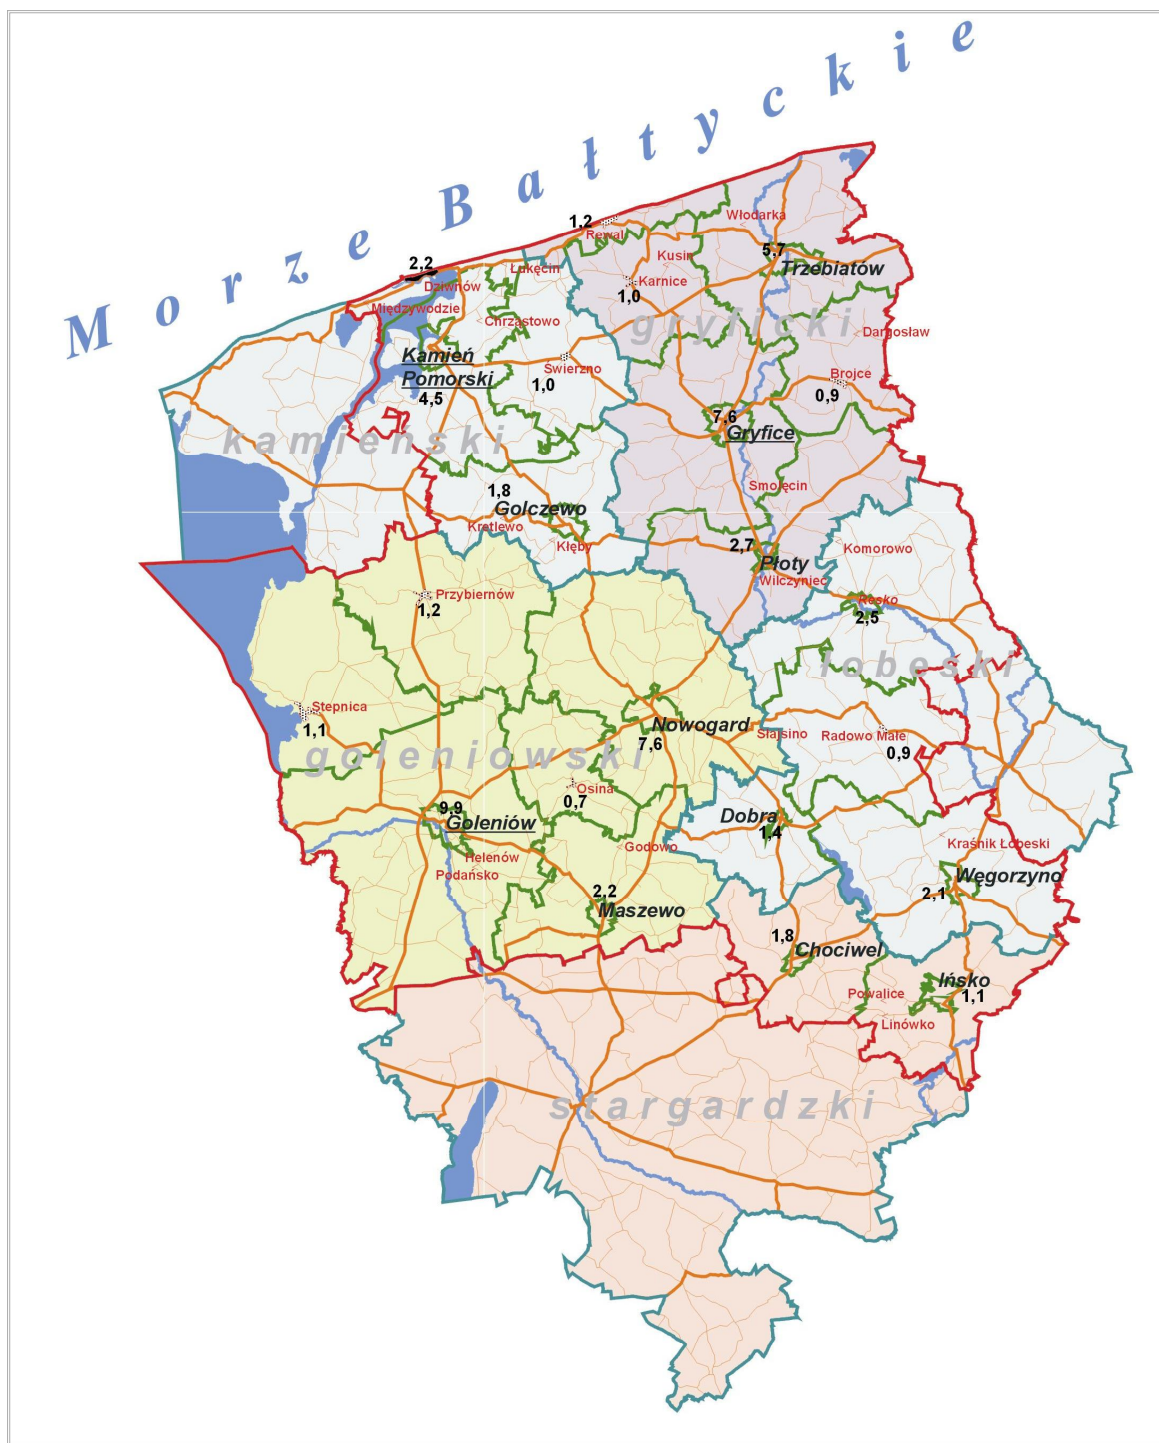 Morze Bałtyckie
Włodarka
1,2
Rewal
5,7
Trzebiatów
Kusin
2,2
Łukęcin
Dziwnów
Karnice
1,0
Międzywodzie
Chrząstowo
gryficki
Dargosław
Kamień
Pomorski
4,5
Świerzno
1,0
Brojce
0,9
7,6
Gryfice
kamieński
Smolęcin
1,8
Golczewo
Kretlewo
Kłęby
2,7
Płoty
Wilczyniec
Komorowo
Przybiernów
1,2
Resko
2,5
łobeski
Stepnica
1,1
Nowogard
7,6
Słajsino
Radowo Małe
0,9
goleniowski
Osina
0,7
9,9
Goleniów
Dobra
1,4
Godowo
Helenów
Podańsko
Kraśnik Łobeski
Węgorzyno
2,1
2,2
Maszewo
1,8
Chociwel
Ińsko
1,1
Powalice
Linówko
stargardzki